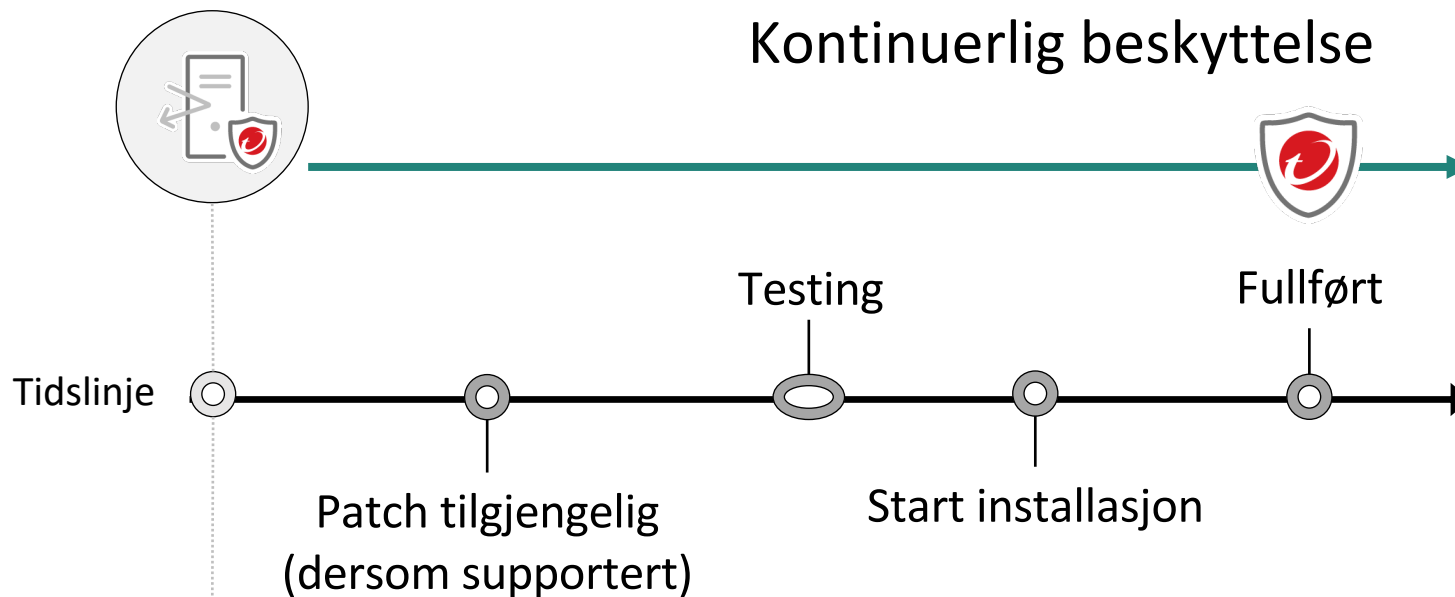 Kontinuerlig beskyttelse
Testing
Fullført
Tidslinje
Patch tilgjengelig
(dersom supportert)
Start installasjon